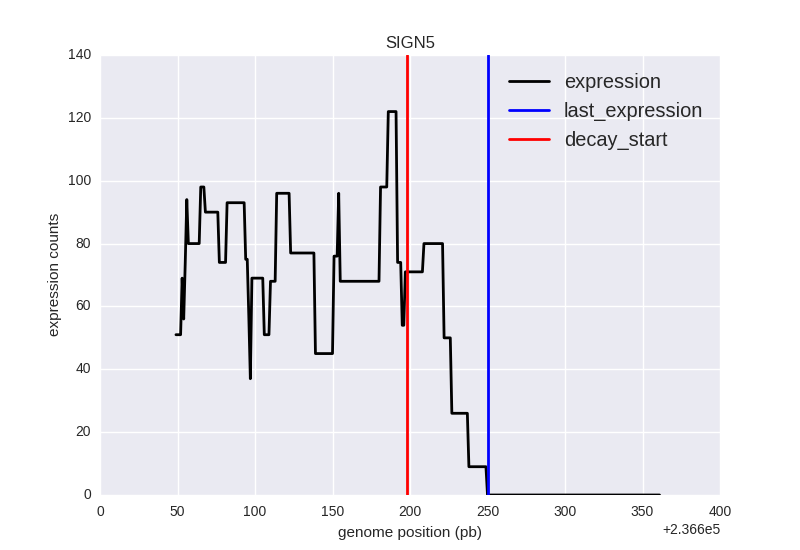 SIGN5
140
120
100
80
60
40
20
0
expression counts
expression
last_expression
decay_start
0 50 100 150 200 250 300 350 400
+2.366e5
genome position (pb)